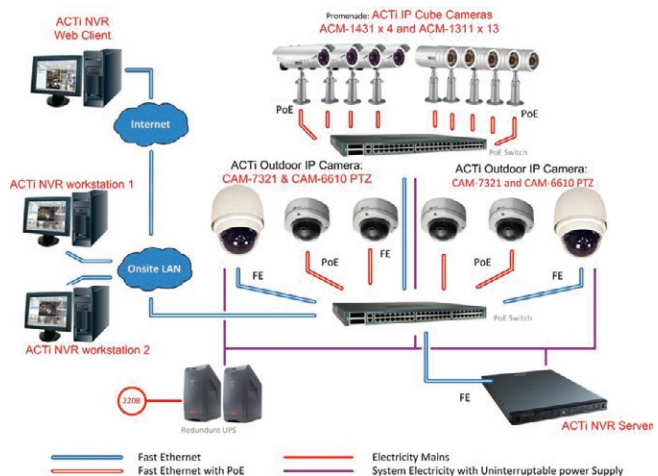 ACTi NVR
Web Client
Promenade: ACTi IP Cube Cameras
ACM-1431 x 4 and ACM-1311 x 13
Internet
PoE
PoE
PoE Switch
ACTi Outdoor IP Camera:
CAM-7321 & CAM-6610 PTZ
ACTi Outdoor IP Camera:
CAM-7321 and CAM-6610 PTZ
ACTi NVR workstation 1
Onsite LAN
FE
PoE
FE
PoE
FE
PoE Switch
ACTi NVR workstation 2
220B
Redundant UPS
FE
ACTi NVR Server
Fast Ethernet
Electricity Mains
Fast Ethernet with PoE
System Electricity with Uninterruptable power Supply